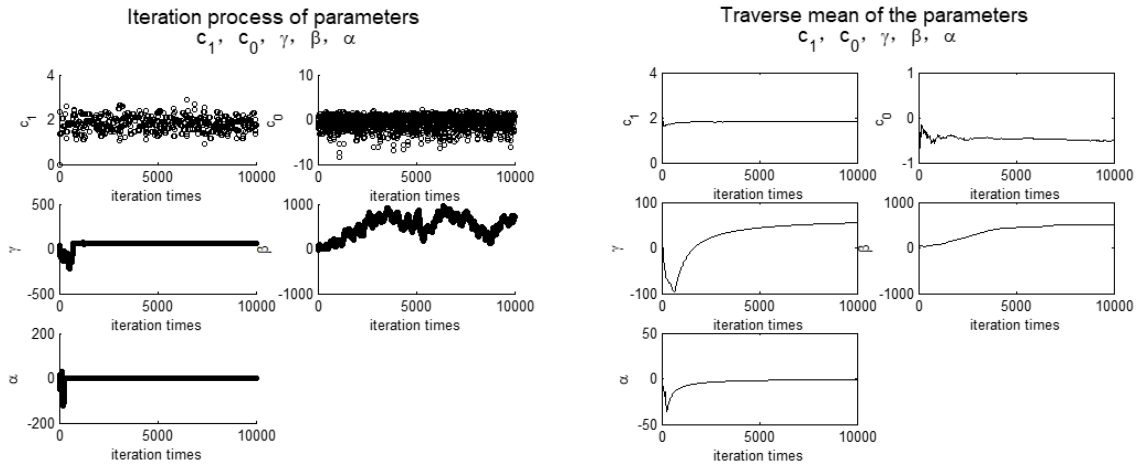 Iteration process of parameters
c1, c0, γ, β, α
4
2
0
c1
0 5000 10000
iteration times
10
0
-10
c0
0 5000 10000
iteration times
500
0
-500
γ
0 5000 10000
iteration times
1000
0
-1000
β
0 5000 10000
iteration times
200
0
-200
α
0 5000 10000
iteration times
Traverse mean of the parameters
c1, c0, γ, β, α
4
2
0
c1
0 5000 10000
iteration times
1
0
-1
c0
0 5000 10000
iteration times
100
0
-100
γ
0 5000 10000
iteration times
1000
0
-1000
β
0 5000 10000
iteration times
50
0
-50
α
0 5000 10000
iteration times